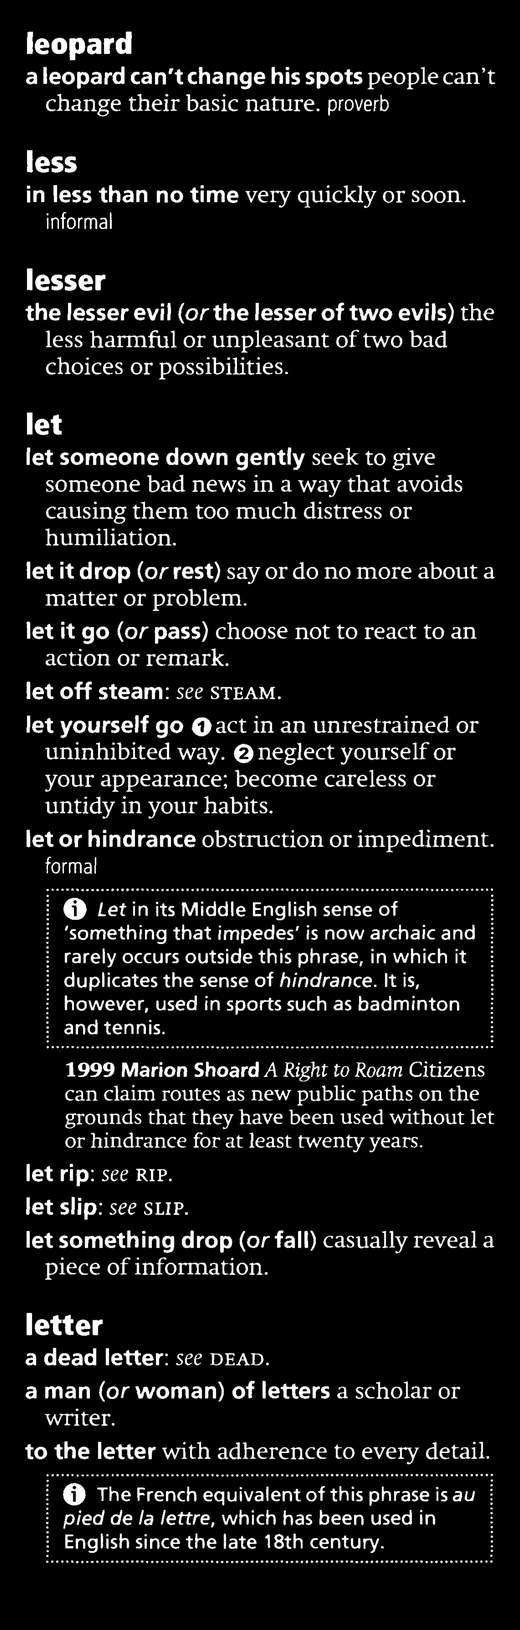 leopard
a leopard can't change his spots people can't
change their basic nature. proverb
less
in less than no time very quickly or soon.
informal
lesser
the lesser evil (or the lesser of two evils) the
less harmful or unpleasant of two bad
choices or possibilities.
let
let someone down gently seek to give
someone bad news in a way that avoids
causing them too much distress or
humiliation.
let it drop (or rest) say or do no more about a
matter or problem.
let it go (or pass) choose not to react to an
action or remark.
let off steam: see STEAM.
let yourself go ❶ act in an unrestrained or
uninhibited way. ❷ neglect yourself or
your appearance; become careless or
untidy in your habits.
let or hindrance obstruction or impediment.
formal
ⓘ Let in its Middle English sense of
'something that impedes' is now archaic and
rarely occurs outside this phrase, in which it
duplicates the sense of hindrance. It is,
however, used in sports such as badminton
and tennis.
1999 Marion Shoard A Right to Roam Citizens
can claim routes as new public paths on the
grounds that they have been used without let
or hindrance for at least twenty years.
let rip: see RIP.
let slip: see SLIP.
let something drop (or fall) casually reveal a
piece of information.
letter
a dead letter: see DEAD.
a man (or woman) of letters a scholar or
writer.
to the letter with adherence to every detail.
ⓘ The French equivalent of this phrase is au
pied de la lettre, which has been used in
English since the late 18th century.